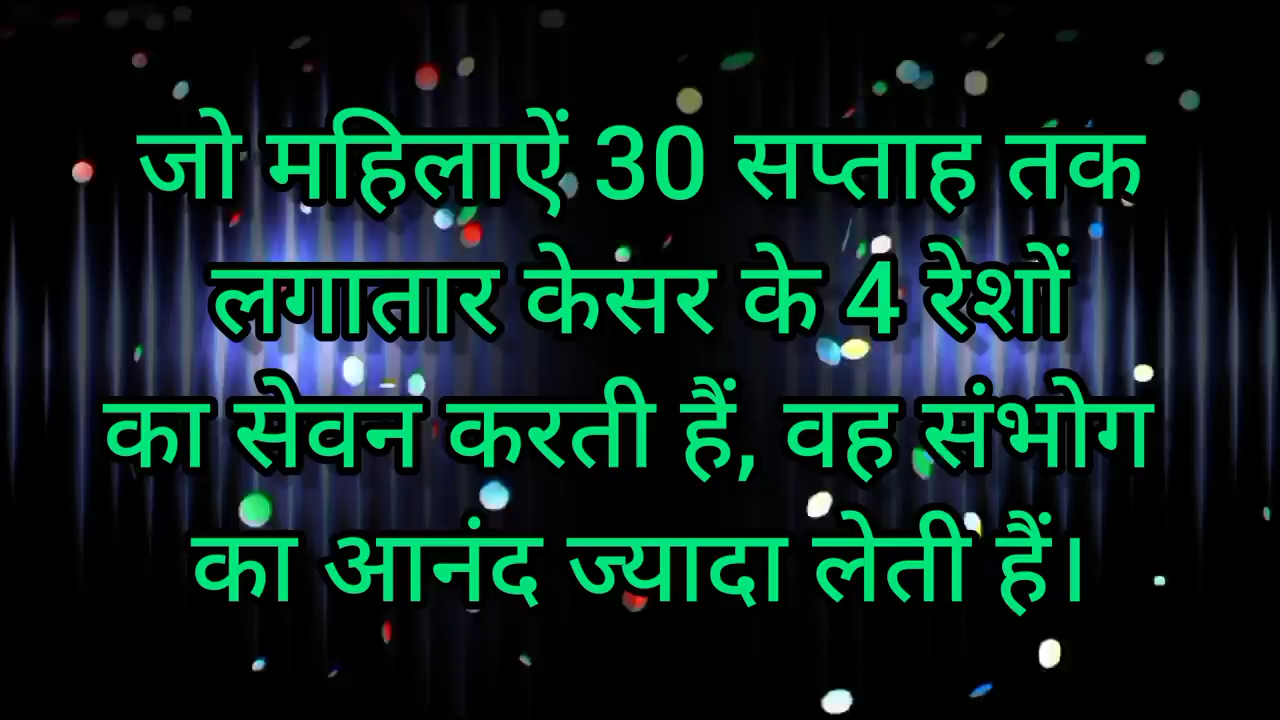 जो महिलाऐं 30 सप्ताह तक
लगातार केसर के 4 रेशों
का सेवन करती हैं, वह संभोग
का आनंद ज्यादा लेती हैं।